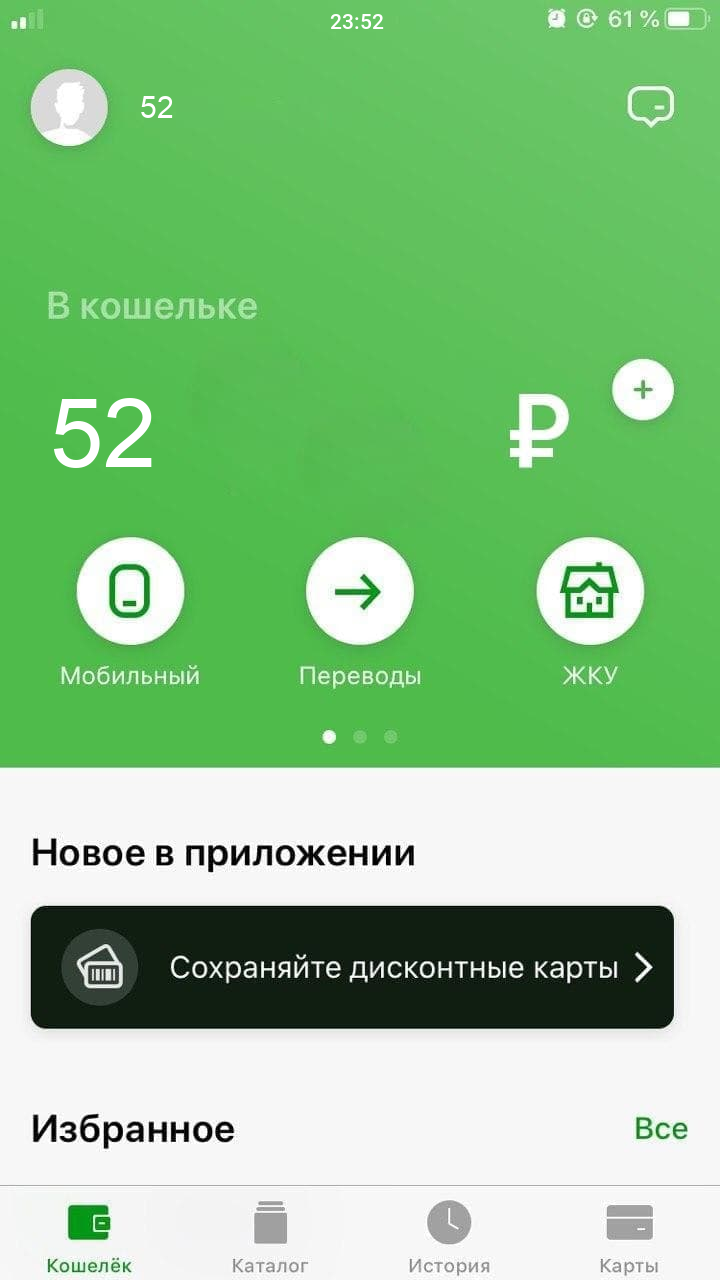 23:52
61 %
52
В кошельке
52 ₽
+
Мобильный
Переводы
ЖКУ
Новое в приложении
Сохраняйте дисконтные карты
Избранное
Все
Кошелёк
Каталог
История
Карты